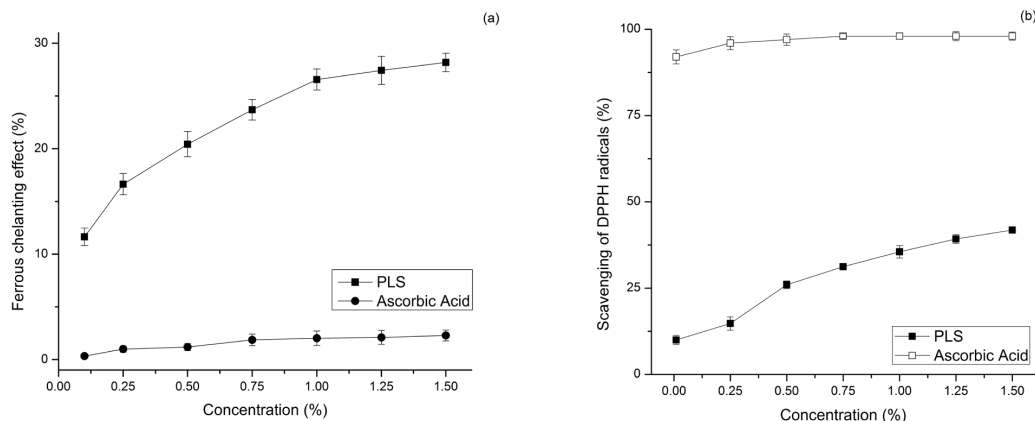 (a)
30
20
10
0
Ferrous chelanting effect (%)
PLS
Ascorbic Acid
0.00 0.25 0.50 0.75 1.00 1.25 1.50
Concentration (%)
(b)
100
75
50
25
0
Scavenging of DPPH radicals (%)
PLS
Ascorbic Acid
0.00 0.25 0.50 0.75 1.00 1.25 1.50
Concentration (%)